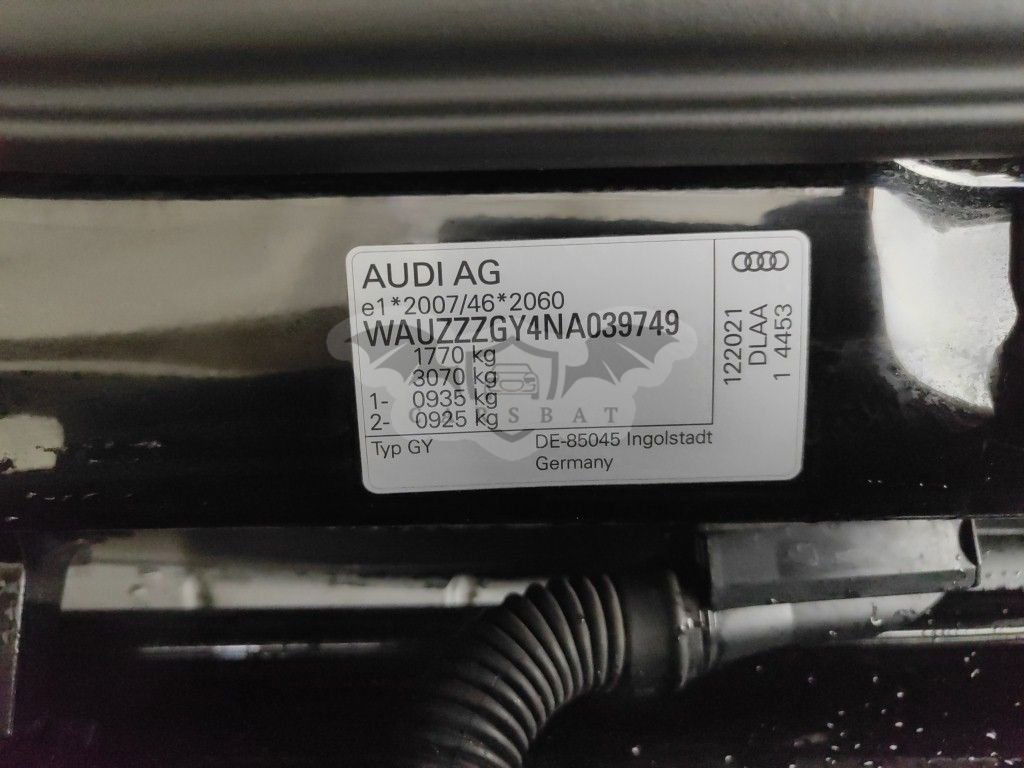 AUDI AG
e1*2007/46*2060
WAUZZZGY4NA039749
1770 kg
3070 kg
1- 0935 kg
2- 0925 kg
Typ GY
DE-85045 Ingolstadt
Germany
122021
DLAA
1 4453
CARSBAT